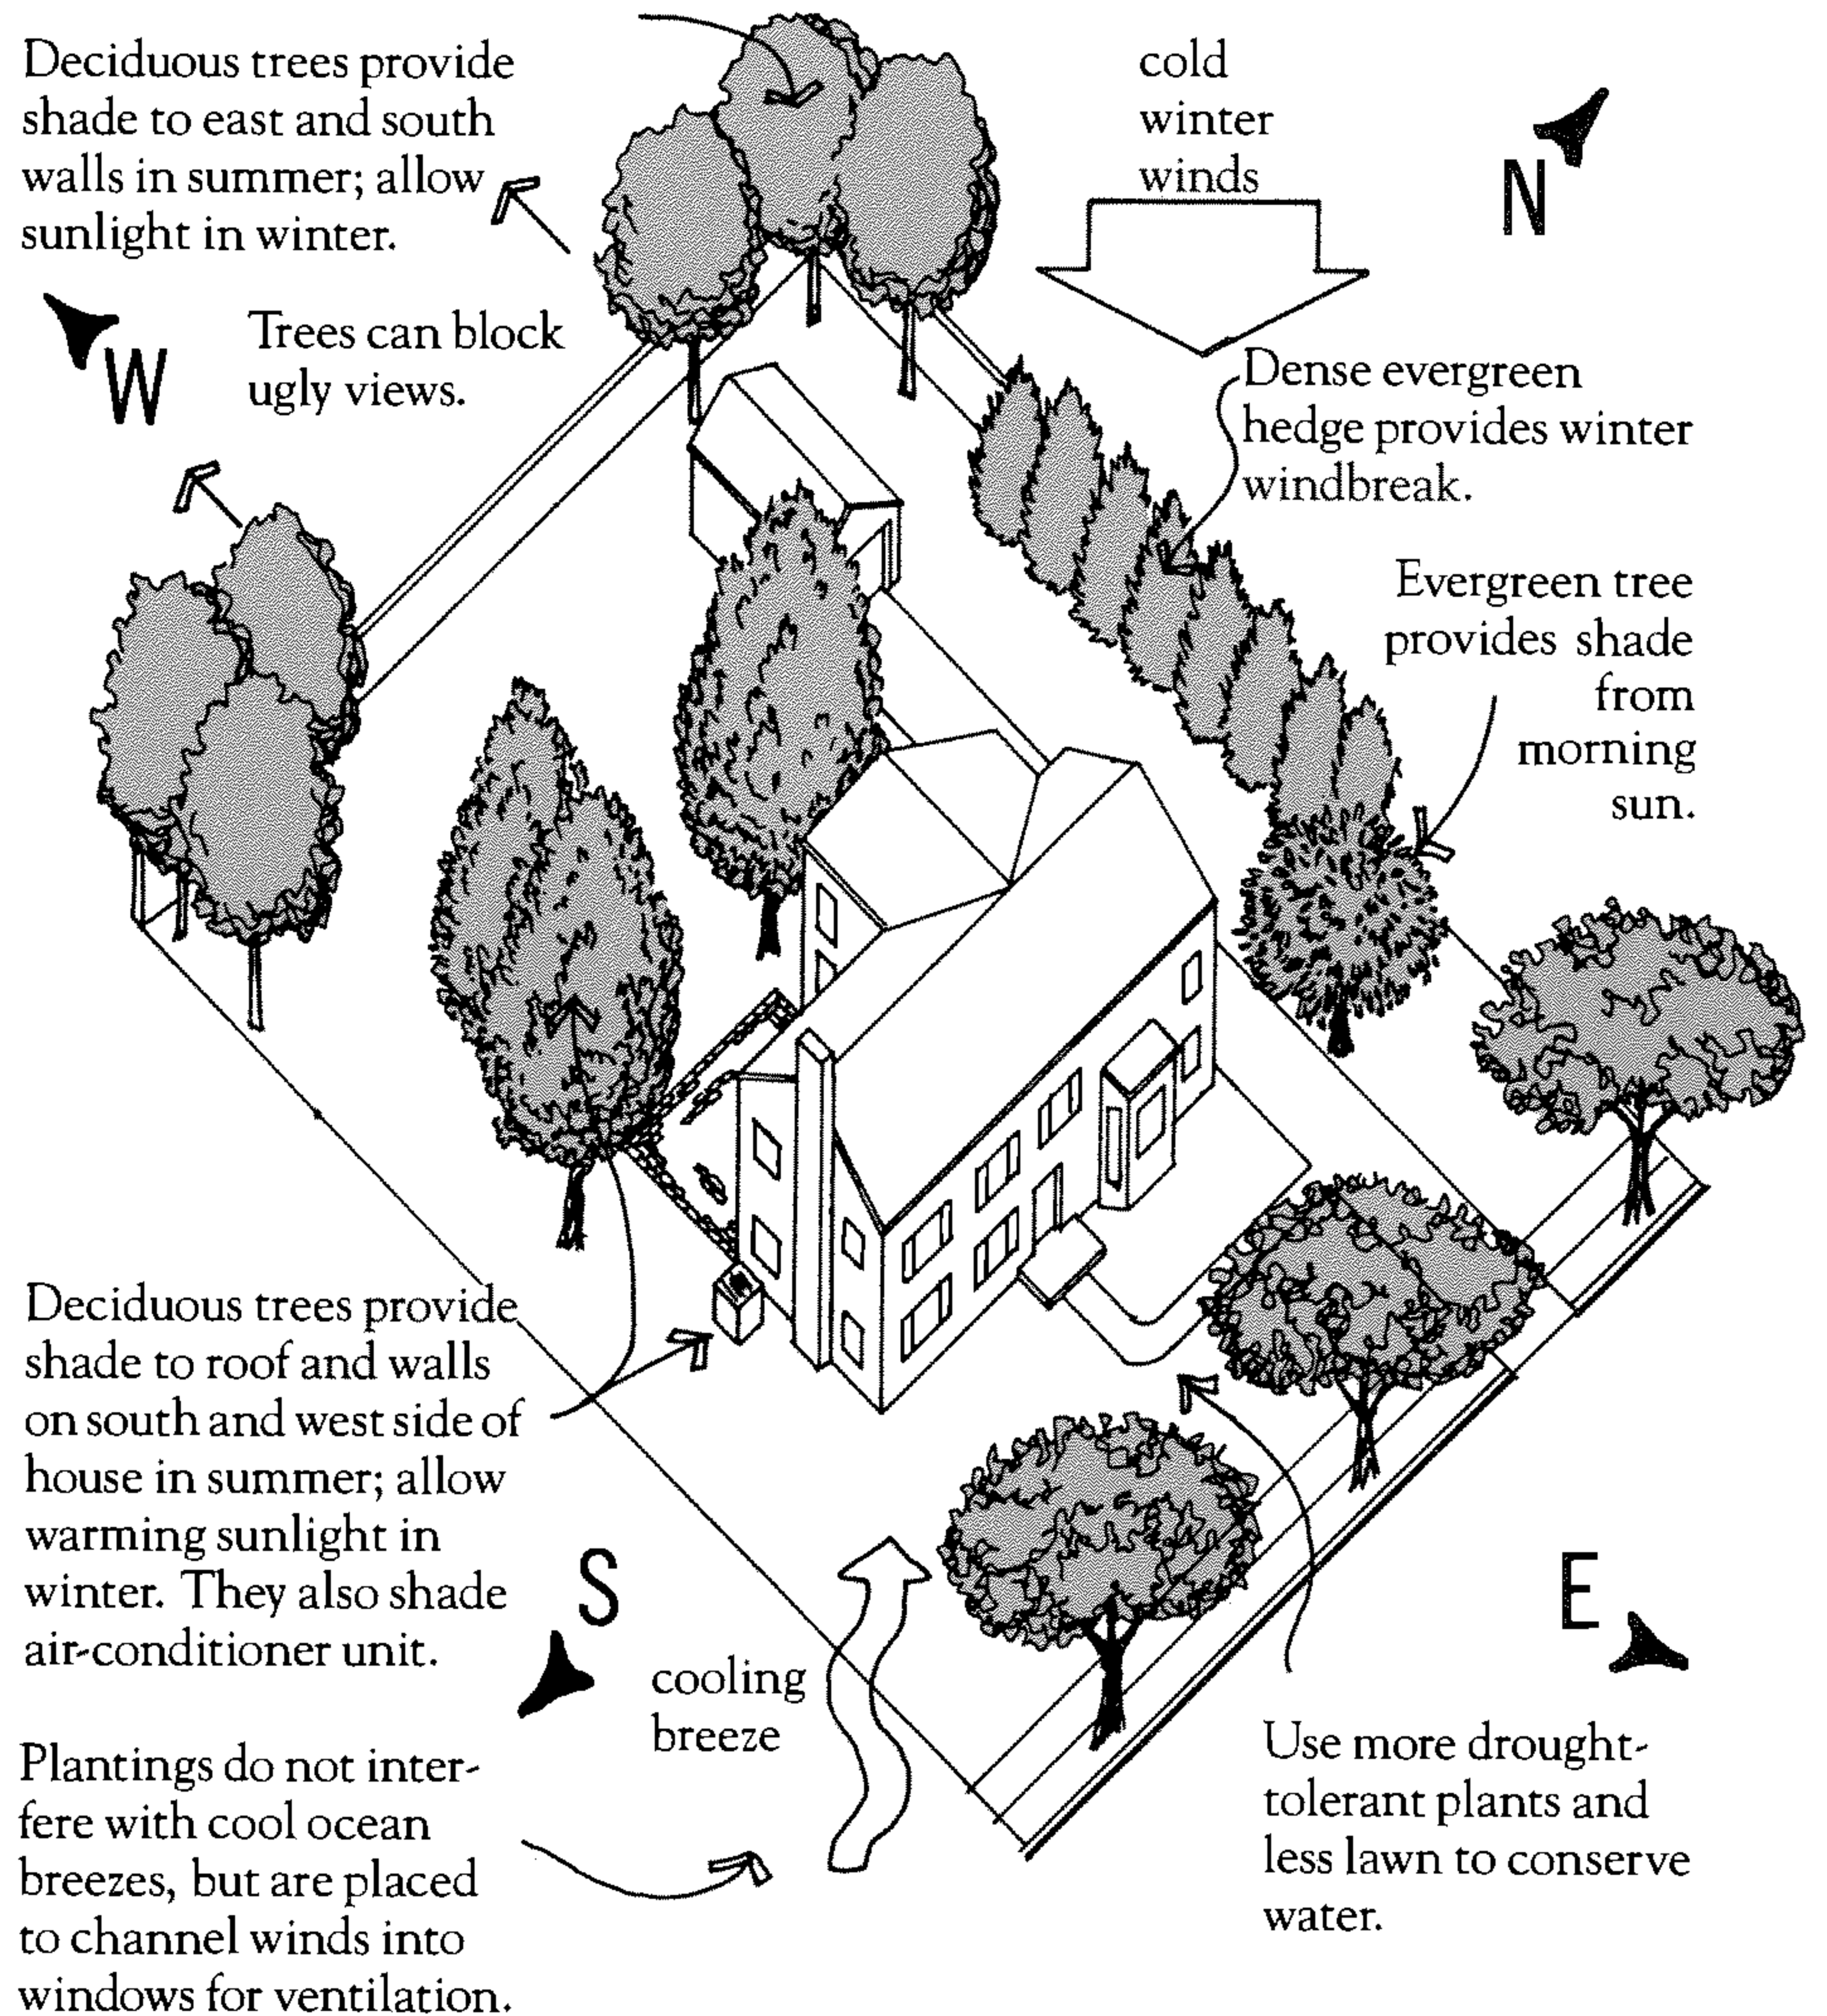 Deciduous trees provide
shade to east and south
walls in summer; allow
sunlight in winter.
cold
winter
winds
N
W
Trees can block
ugly views.
Dense evergreen
hedge provides winter
windbreak.
Evergreen tree
provides shade
from
morning
sun.
Deciduous trees provide
shade to roof and walls
on south and west side of
house in summer; allow
warming sunlight in
winter. They also shade
air-conditioner unit.
S
E
cooling
breeze
Plantings do not inter-
fere with cool ocean
breezes, but are placed
to channel winds into
windows for ventilation.
Use more drought-
tolerant plants and
less lawn to conserve
water.